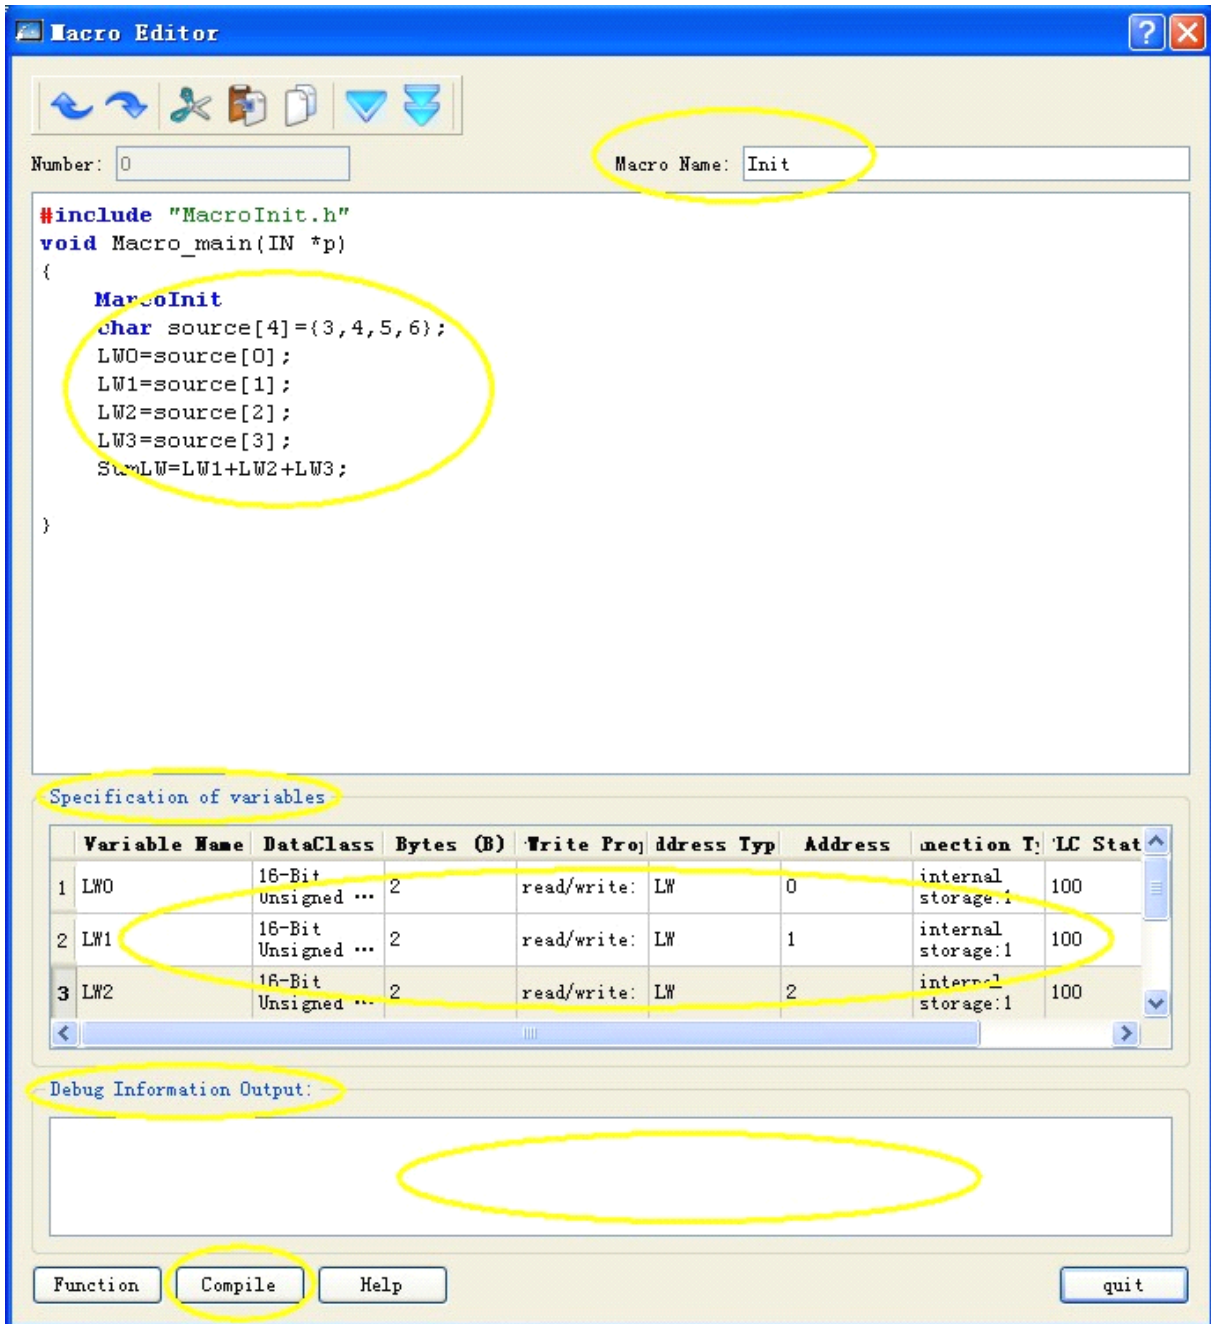 Macro Editor
Number: 0
Macro Name: Init
#include "MacroInit.h"
void Macro_main(IN *p)
{
MarcoInit
char source[4]={3,4,5,6};
LW0=source[0];
LW1=source[1];
LW2=source[2];
LW3=source[3];
SumLW=LW1+LW2+LW3;
}
Specification of variables
Variable Name DataClass Bytes (B) Write Proj ddress Typ Address nnection T 'LC Stat
1 LW0 16-Bit Unsigned ... 2 read/write: LW 0 internal storage:1 100
2 LW1 16-Bit Unsigned ... 2 read/write: LW 1 internal storage:1 100
3 LW2 16-Bit Unsigned ... 2 read/write: LW 2 internal storage:1 100
Debug Information Output:
Function Compile Help quit